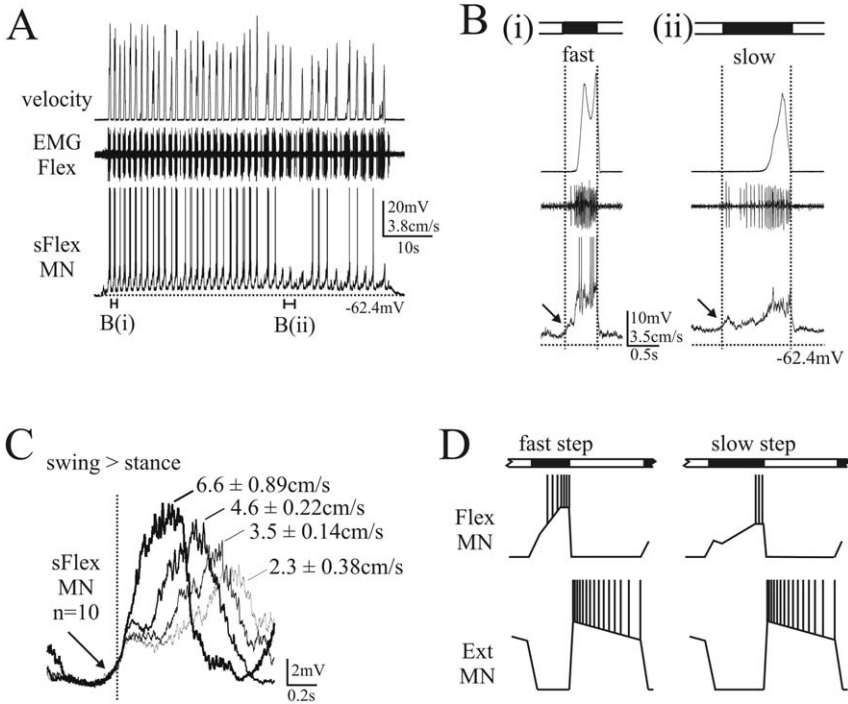 A
velocity
EMG
Flex
sFlex
MN
20mV
3.8cm/s
10s
-62.4mV
B(i)
B(ii)
B
(i)
(ii)
fast
slow
10mV
3.5cm/s
0.5s
-62.4mV
C
swing > stance
6.6 ± 0.89cm/s
4.6 ± 0.22cm/s
3.5 ± 0.14cm/s
2.3 ± 0.38cm/s
sFlex
MN
n=10
2mV
0.2s
D
fast step
slow step
Flex
MN
Ext
MN